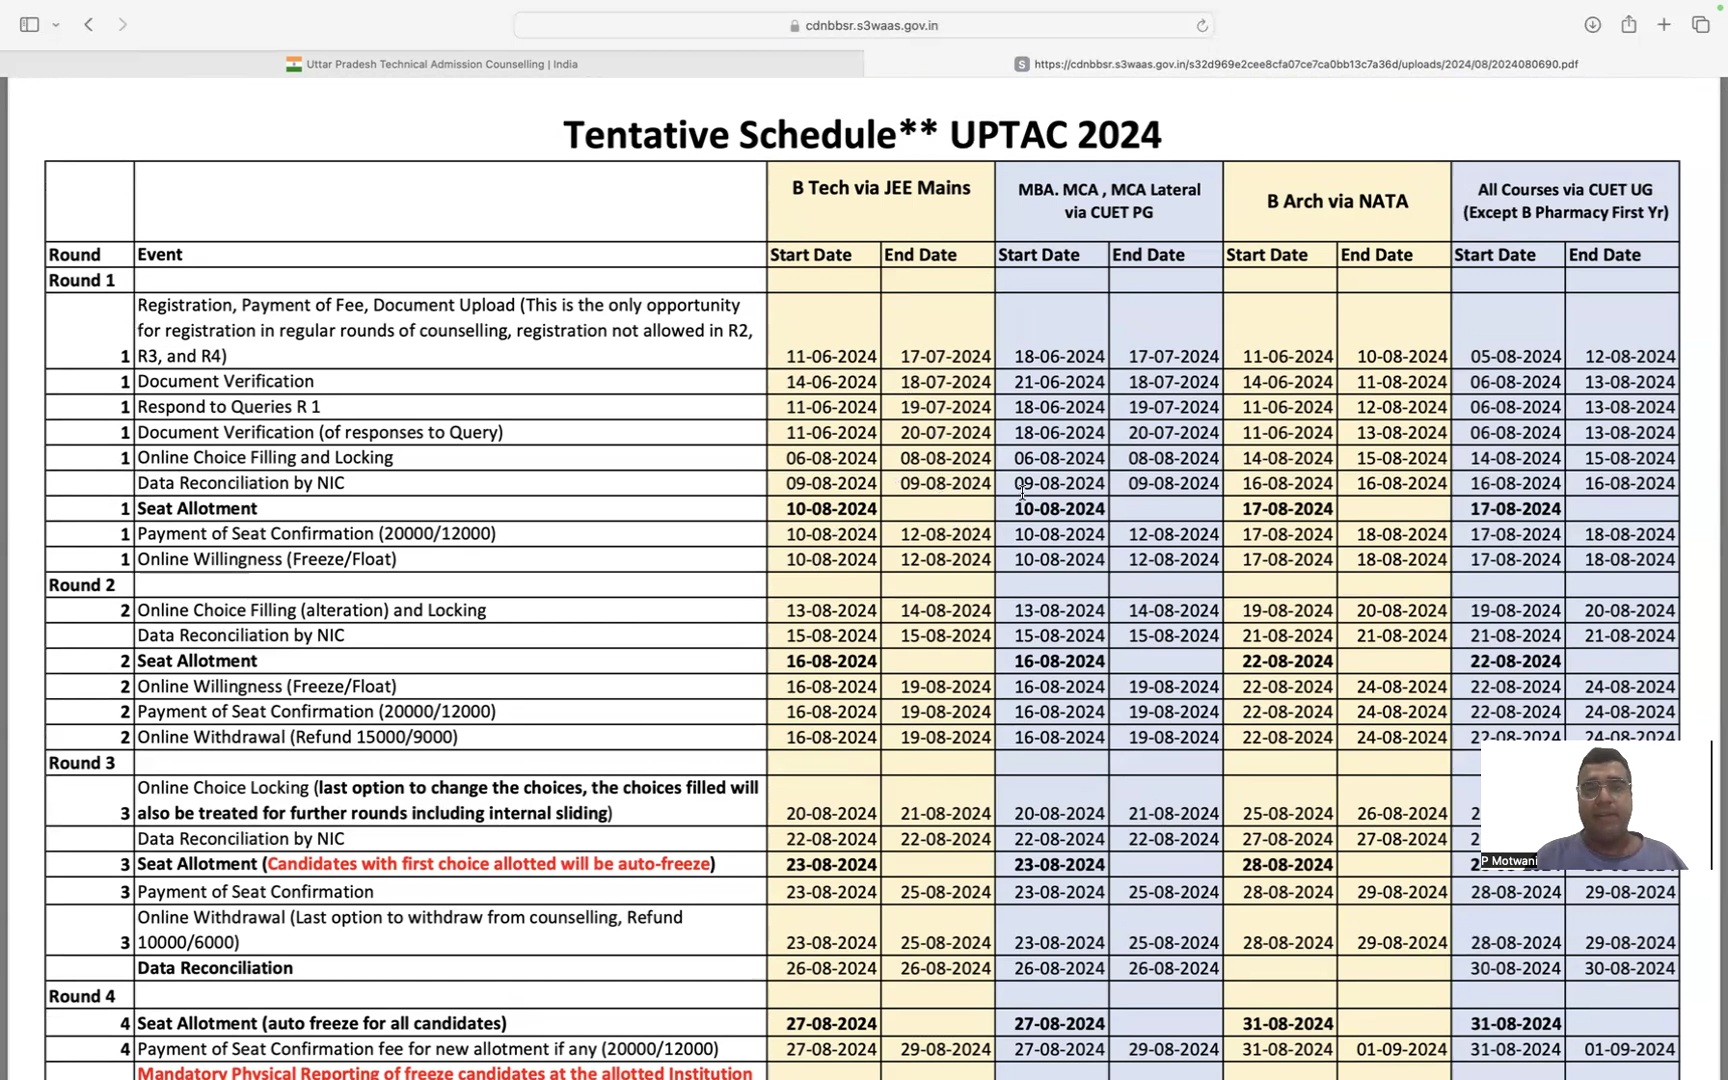 cdnbbsr.s3waas.gov.in
Uttar Pradesh Technical Admission Counselling | India
S https://cdnbbsr.s3waas.gov.in/s32d969e2cee8cfa07ce7ca0bb13c7a36d/uploads/2024/08/2024080690.pdf
Tentative Schedule** UPTAC 2024
B Tech via JEE Mains MBA. MCA , MCA Lateral via CUET PG B Arch via NATA All Courses via CUET UG (Except B Pharmacy First Yr)
Round Event Start Date End Date Start Date End Date Start Date End Date Start Date End Date
Round 1
Registration, Payment of Fee, Document Upload (This is the only opportunity
for registration in regular rounds of counselling, registration not allowed in R2,
1 R3, and R4) 11-06-2024 17-07-2024 18-06-2024 17-07-2024 11-06-2024 10-08-2024 05-08-2024 12-08-2024
1 Document Verification 14-06-2024 18-07-2024 21-06-2024 18-07-2024 14-06-2024 11-08-2024 06-08-2024 13-08-2024
1 Respond to Queries R 1 11-06-2024 19-07-2024 18-06-2024 19-07-2024 11-06-2024 12-08-2024 06-08-2024 13-08-2024
1 Document Verification (of responses to Query) 11-06-2024 20-07-2024 18-06-2024 20-07-2024 11-06-2024 13-08-2024 06-08-2024 13-08-2024
1 Online Choice Filling and Locking 06-08-2024 08-08-2024 06-08-2024 08-08-2024 14-08-2024 15-08-2024 14-08-2024 15-08-2024
Data Reconciliation by NIC 09-08-2024 09-08-2024 09-08-2024 09-08-2024 16-08-2024 16-08-2024 16-08-2024 16-08-2024
1 Seat Allotment 10-08-2024 10-08-2024 17-08-2024 17-08-2024
1 Payment of Seat Confirmation (20000/12000) 10-08-2024 12-08-2024 10-08-2024 12-08-2024 17-08-2024 18-08-2024 17-08-2024 18-08-2024
1 Online Willingness (Freeze/Float) 10-08-2024 12-08-2024 10-08-2024 12-08-2024 17-08-2024 18-08-2024 17-08-2024 18-08-2024
Round 2
2 Online Choice Filling (alteration) and Locking 13-08-2024 14-08-2024 13-08-2024 14-08-2024 19-08-2024 20-08-2024 19-08-2024 20-08-2024
Data Reconciliation by NIC 15-08-2024 15-08-2024 15-08-2024 15-08-2024 21-08-2024 21-08-2024 21-08-2024 21-08-2024
2 Seat Allotment 16-08-2024 16-08-2024 22-08-2024 22-08-2024
2 Online Willingness (Freeze/Float) 16-08-2024 19-08-2024 16-08-2024 19-08-2024 22-08-2024 24-08-2024 22-08-2024 24-08-2024
2 Payment of Seat Confirmation (20000/12000) 16-08-2024 19-08-2024 16-08-2024 19-08-2024 22-08-2024 24-08-2024 22-08-2024 24-08-2024
2 Online Withdrawal (Refund 15000/9000) 16-08-2024 19-08-2024 16-08-2024 19-08-2024 22-08-2024 24-08-2024 22-08-2024 24-08-2024
Round 3
Online Choice Locking (last option to change the choices, the choices filled will
3 also be treated for further rounds including internal sliding) 20-08-2024 21-08-2024 20-08-2024 21-08-2024 25-08-2024 26-08-2024
Data Reconciliation by NIC 22-08-2024 22-08-2024 22-08-2024 22-08-2024 27-08-2024 27-08-2024
3 Seat Allotment (Candidates with first choice allotted will be auto-freeze) 23-08-2024 23-08-2024 28-08-2024
P Motwani
3 Payment of Seat Confirmation 23-08-2024 25-08-2024 23-08-2024 25-08-2024 28-08-2024 29-08-2024 28-08-2024 29-08-2024
Online Withdrawal (Last option to withdraw from counselling, Refund
3 10000/6000) 23-08-2024 25-08-2024 23-08-2024 25-08-2024 28-08-2024 29-08-2024 28-08-2024 29-08-2024
Data Reconciliation 26-08-2024 26-08-2024 26-08-2024 26-08-2024 30-08-2024 30-08-2024
Round 4
4 Seat Allotment (auto freeze for all candidates) 27-08-2024 27-08-2024 31-08-2024 31-08-2024
4 Payment of Seat Confirmation fee for new allotment if any (20000/12000) 27-08-2024 29-08-2024 27-08-2024 29-08-2024 31-08-2024 01-09-2024 31-08-2024 01-09-2024
Mandatory Physical Reporting of freeze candidates at the allotted Institution